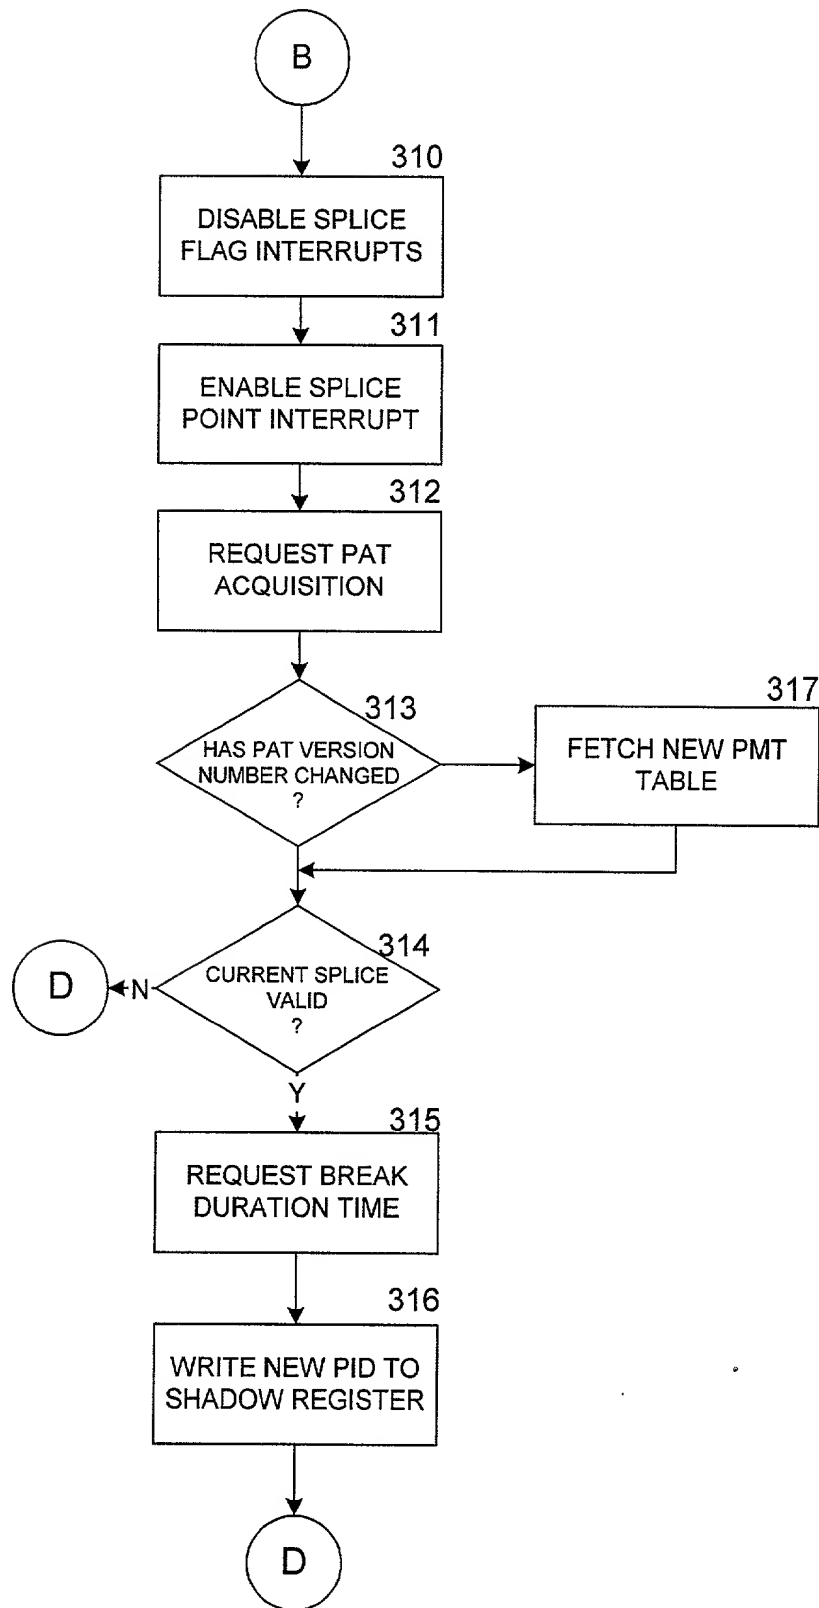 B
310
DISABLE SPLICE
FLAG INTERRUPTS
311
ENABLE SPLICE
POINT INTERRUPT
312
REQUEST PAT
ACQUISITION
313
HAS PAT VERSION
NUMBER CHANGED
?
317
FETCH NEW PMT
TABLE
314
CURRENT SPLICE
VALID
?
N
D
Y
315
REQUEST BREAK
DURATION TIME
316
WRITE NEW PID TO
SHADOW REGISTER
D